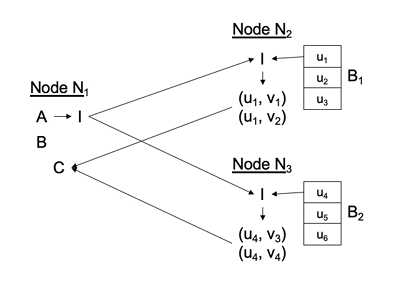 Node N₂
I
u₁
u₂
u₃
B₁
(u₁, v₁)
(u₁, v₂)
Node N₁
A I
B
C
Node N₃
I
u₄
u₅
u₆
B₂
(u₄, v₃)
(u₄, v₄)